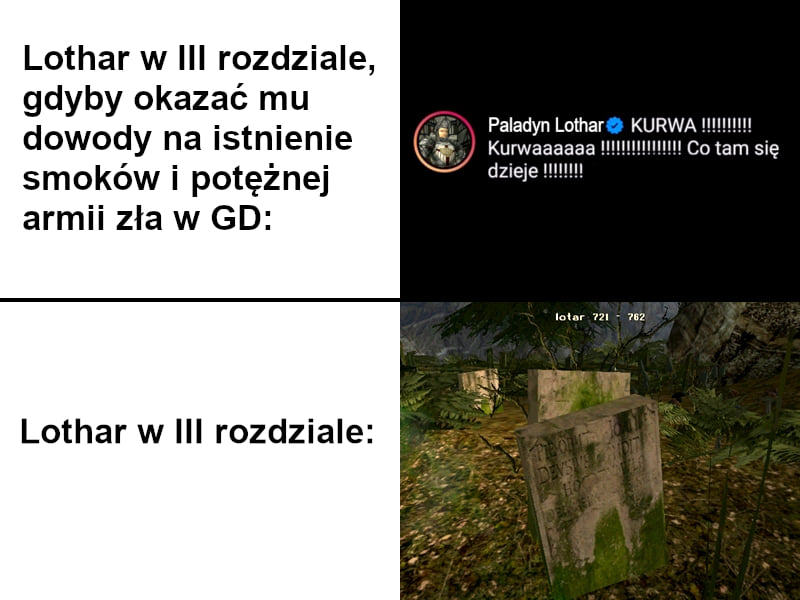 Lothar w III rozdziale,
gdyby okazać mu
dowody na istnienie
smoków i potężnej
armii zła w GD:
Paladyn Lothar KURWA !!!!!!!!!!
Kurwaaaaaa !!!!!!!!!!!!!!!! Co tam się
dzieje !!!!!!!!
Lothar w III rozdziale:
lotar 721 - 762